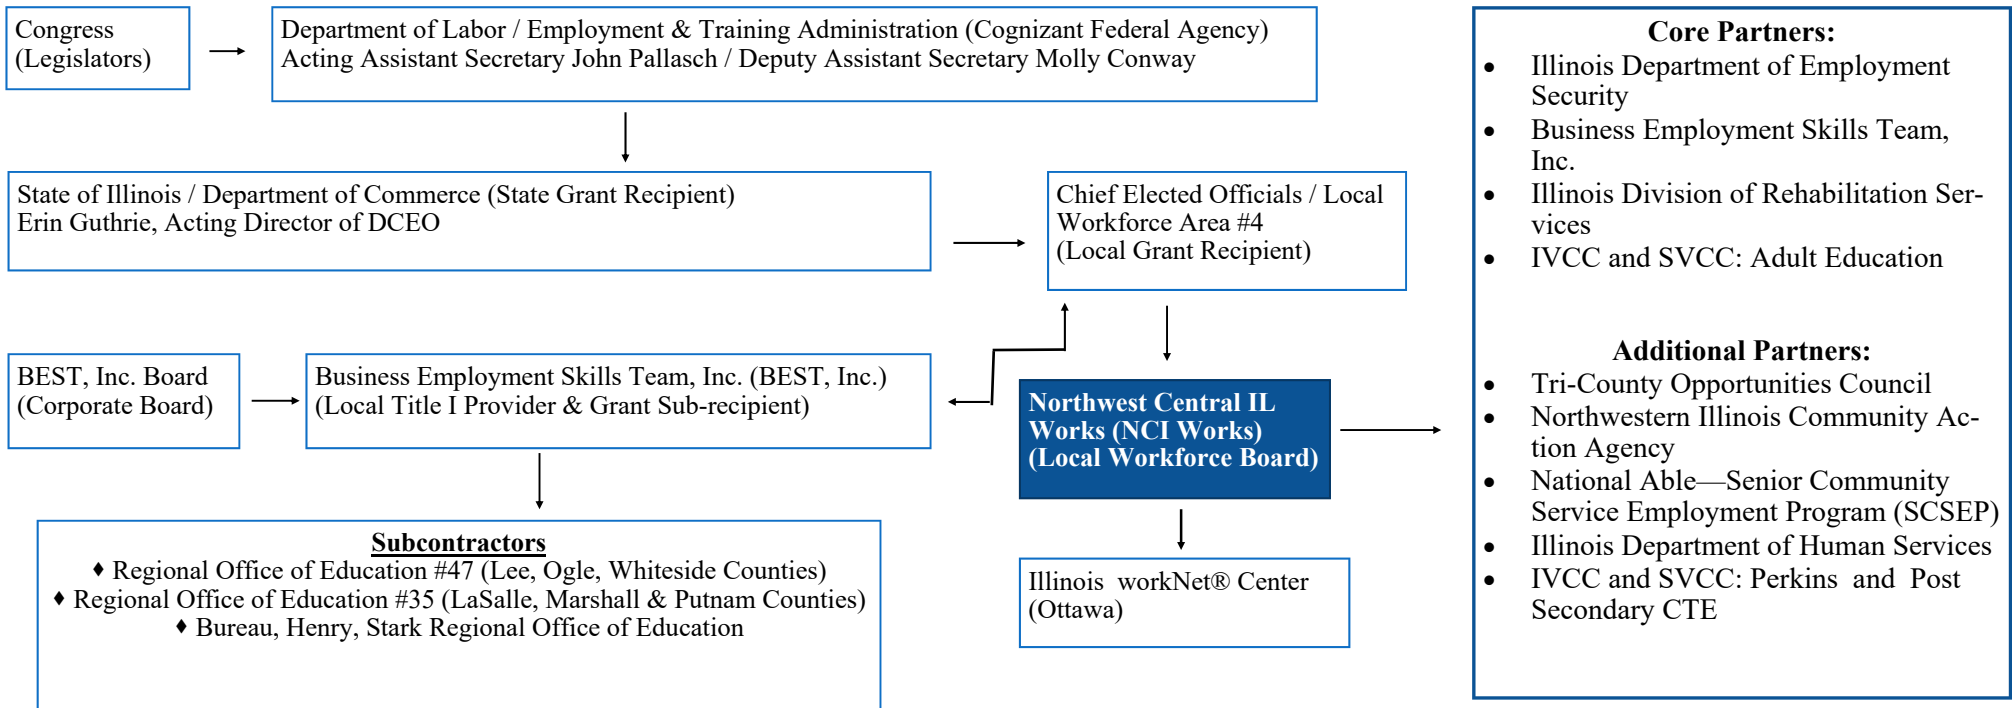 Congress
(Legislators)
Department of Labor / Employment & Training Administration (Cognizant Federal Agency)
Acting Assistant Secretary John Pallasch / Deputy Assistant Secretary Molly Conway
State of Illinois / Department of Commerce (State Grant Recipient)
Erin Guthrie, Acting Director of DCEO
Chief Elected Officials / Local
Workforce Area #4
(Local Grant Recipient)
BEST, Inc. Board
(Corporate Board)
Business Employment Skills Team, Inc. (BEST, Inc.)
(Local Title I Provider & Grant Sub-recipient)
Northwest Central IL
Works (NCI Works)
(Local Workforce Board)
Subcontractors
♦ Regional Office of Education #47 (Lee, Ogle, Whiteside Counties)
♦ Regional Office of Education #35 (LaSalle, Marshall & Putnam Counties)
♦ Bureau, Henry, Stark Regional Office of Education
Illinois workNet® Center
(Ottawa)
Core Partners:
• Illinois Department of Employment
Security
• Business Employment Skills Team,
Inc.
• Illinois Division of Rehabilitation Ser-
vices
• IVCC and SVCC: Adult Education
Additional Partners:
• Tri-County Opportunities Council
• Northwestern Illinois Community Ac-
tion Agency
• National Able—Senior Community
Service Employment Program (SCSEP)
• Illinois Department of Human Services
• IVCC and SVCC: Perkins and Post
Secondary CTE